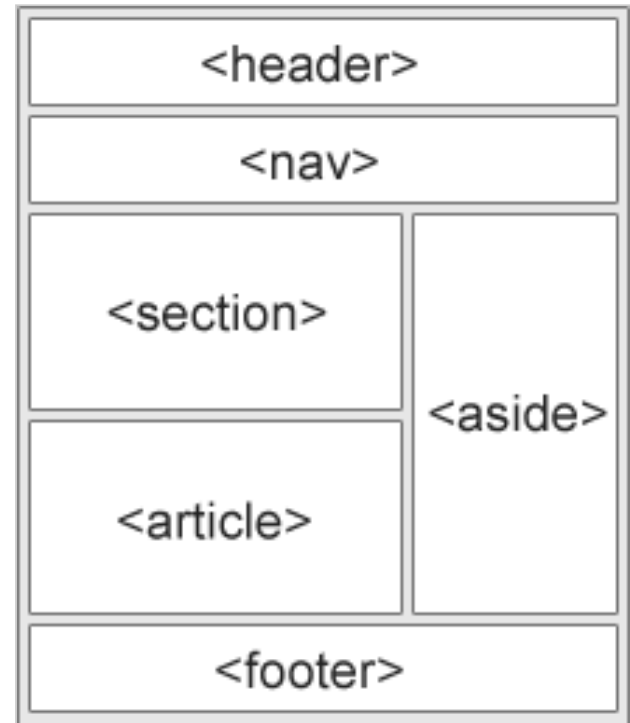 <header>
<nav>
<section>
<aside>
<article>
<footer>